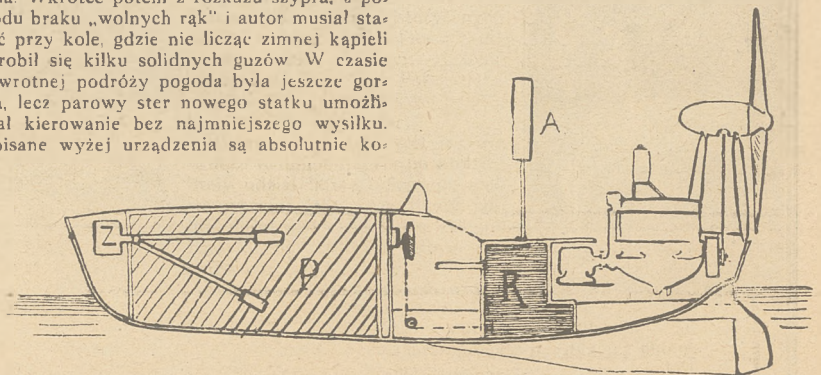 potem z rozkazu szypra, a po=
du braku „wolnych rąk” i autor musiał sta=
ć przy kole, gdzie nie licząc zimnej kąpieli
robił się kilku solidnych guzów W czasie
wrotnej podróży pogoda była jeszcze gor=
, lecz parowy ster nowego statku umożli=
ał kierowanie bez najmniejszego wysiłku.
pisane wyżej urządzenia są absolutnie ko=
A
Z
P
R